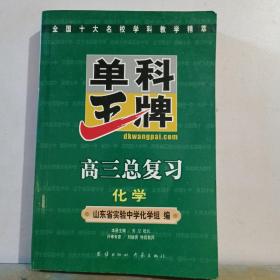 全国十大名校学科教学精萃
单科
王牌
dkwangpai.com
高三总复习
化学
山东省实验中学化学组 编